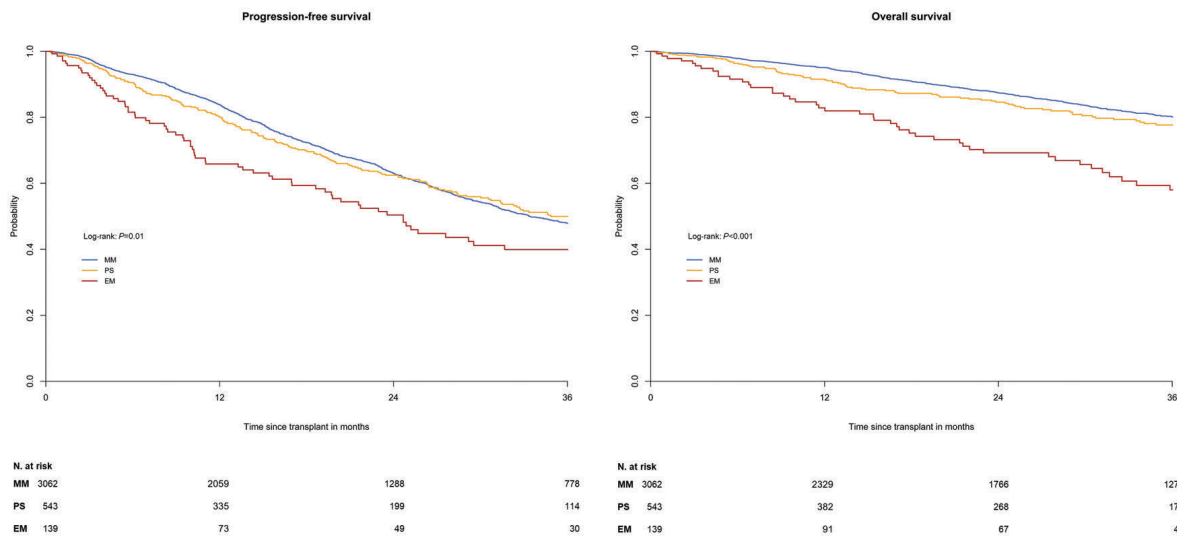 Progression-free survival
1.0
0.8
0.6
0.4
0.2
0.0
Probability
Log-rank: P=0.01
MM
PS
EM
0 12 24 36
Time since transplant in months
N. at risk
MM 3062 2059 1288 778
PS 543 335 199 114
EM 139 73 49 30
Overall survival
1.0
0.8
0.6
0.4
0.2
0.0
Probability
Log-rank: P<0.001
MM
PS
EM
0 12 24 36
Time since transplant in months
N. at risk
MM 3062 2329 1766 127
PS 543 382 268 17
EM 139 91 67 4